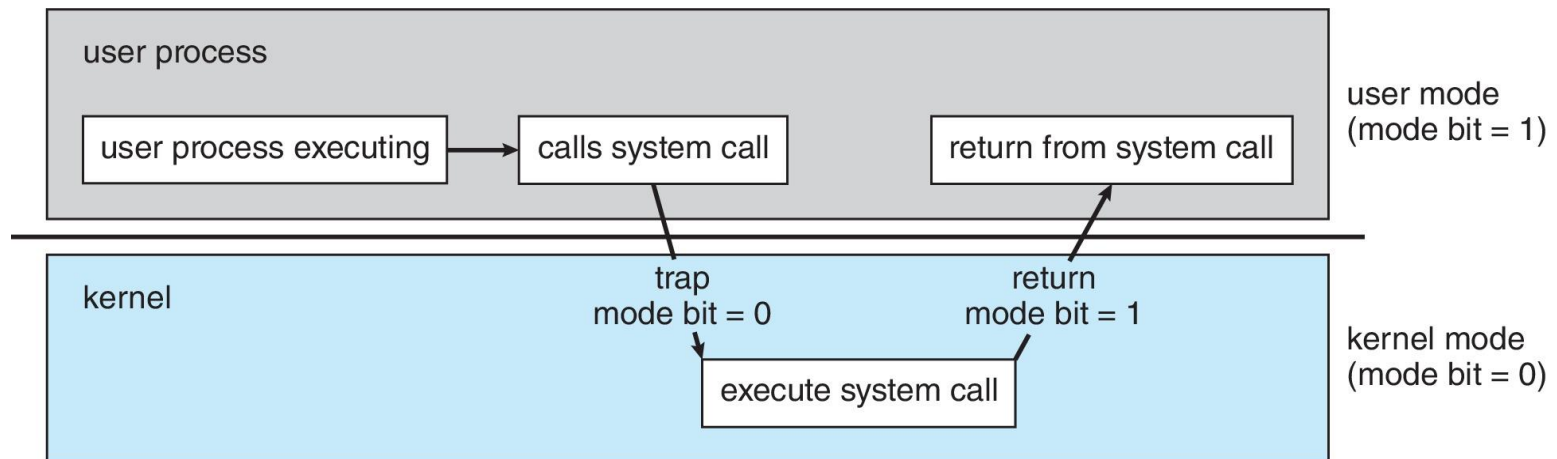 user process
user process executing
calls system call
return from system call
user mode
(mode bit = 1)
kernel
trap
mode bit = 0
return
mode bit = 1
execute system call
kernel mode
(mode bit = 0)